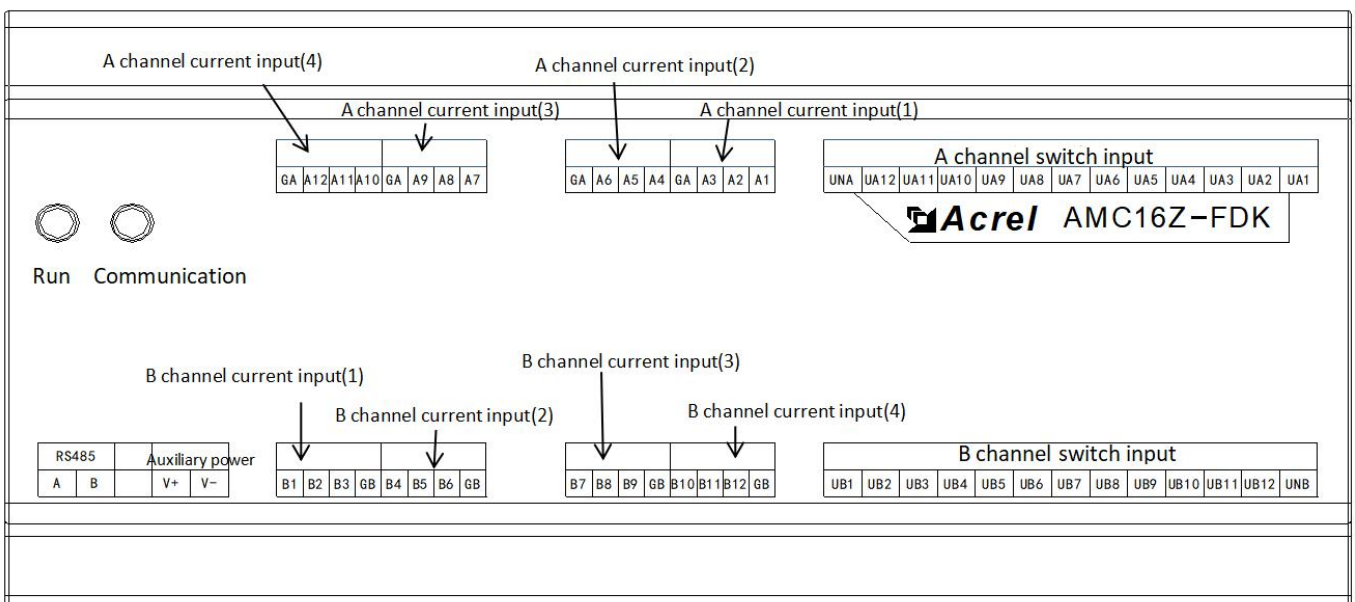 A channel current input(4)
A channel current input(2)
A channel current input(3)
A channel current input(1)
A channel switch input
GA A12 A11 A10 GA A9 A8 A7
GA A6 A5 A4 GA A3 A2 A1
UNA UA12 UA11 UA10 UA9 UA8 UA7 UA6 UA5 UA4 UA3 UA2 UA1
Acrel AMC16Z-FDK
Run Communication
B channel current input(3)
B channel current input(1)
B channel current input(4)
B channel current input(2)
RS485 Auxiliary power
B channel switch input
A B V+ V-
B1 B2 B3 GB B4 B5 B6 GB
B7 B8 B9 GB B10 B11 B12 GB
UB1 UB2 UB3 UB4 UB5 UB6 UB7 UB8 UB9 UB10 UB11 UB12 UNB